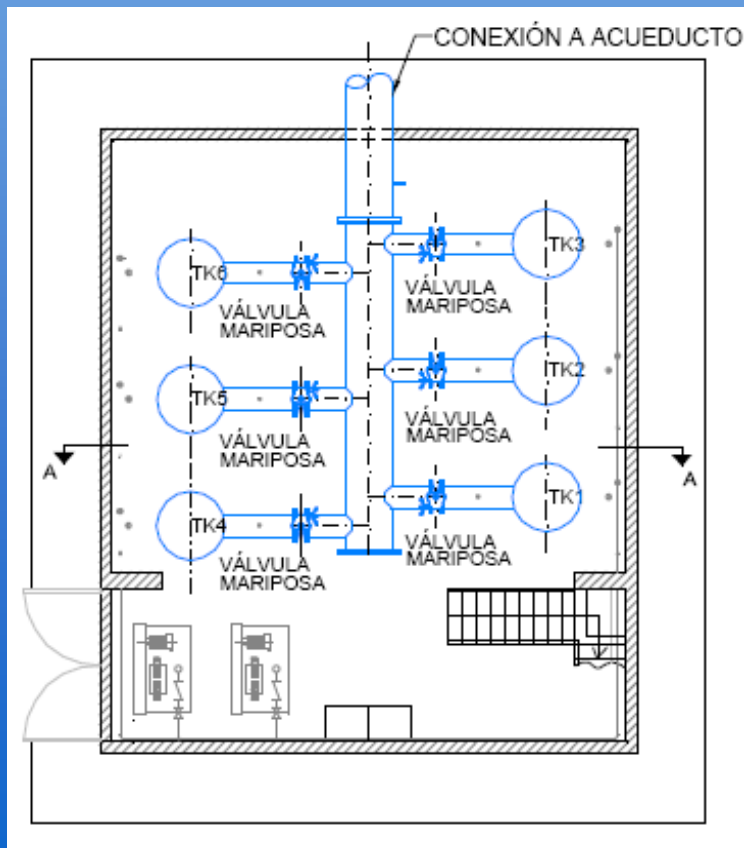 CONEXIÓN A ACUEDUCTO
TK6
VÁLVULA
MARIPOSA
TK3
VÁLVULA
MARIPOSA
TK5
VÁLVULA
MARIPOSA
TK2
VÁLVULA
MARIPOSA
A
A
TK4
VÁLVULA
MARIPOSA
TK1
VÁLVULA
MARIPOSA